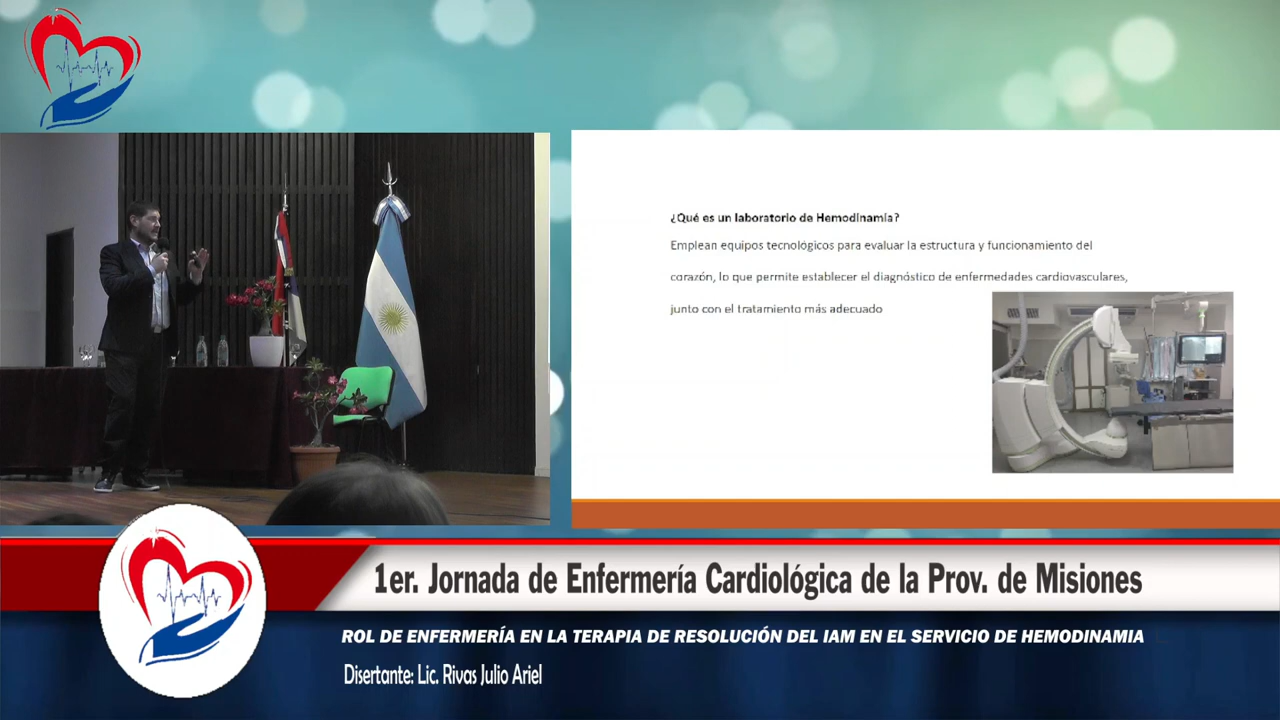 ¿Qué es un laboratorio de Hemodinamia?
Emplean equipos tecnológicos para evaluar la estructura y funcionamiento del
corazón, lo que permite establecer el diagnóstico de enfermedades cardiovasculares,
junto con el tratamiento más adecuado
1er. Jornada de Enfermería Cardiológica de la Prov. de Misiones
ROL DE ENFERMERÍA EN LA TERAPIA DE RESOLUCIÓN DEL IAM EN EL SERVICIO DE HEMODINAMIA
Disertante: Lic. Rivas Julio Ariel